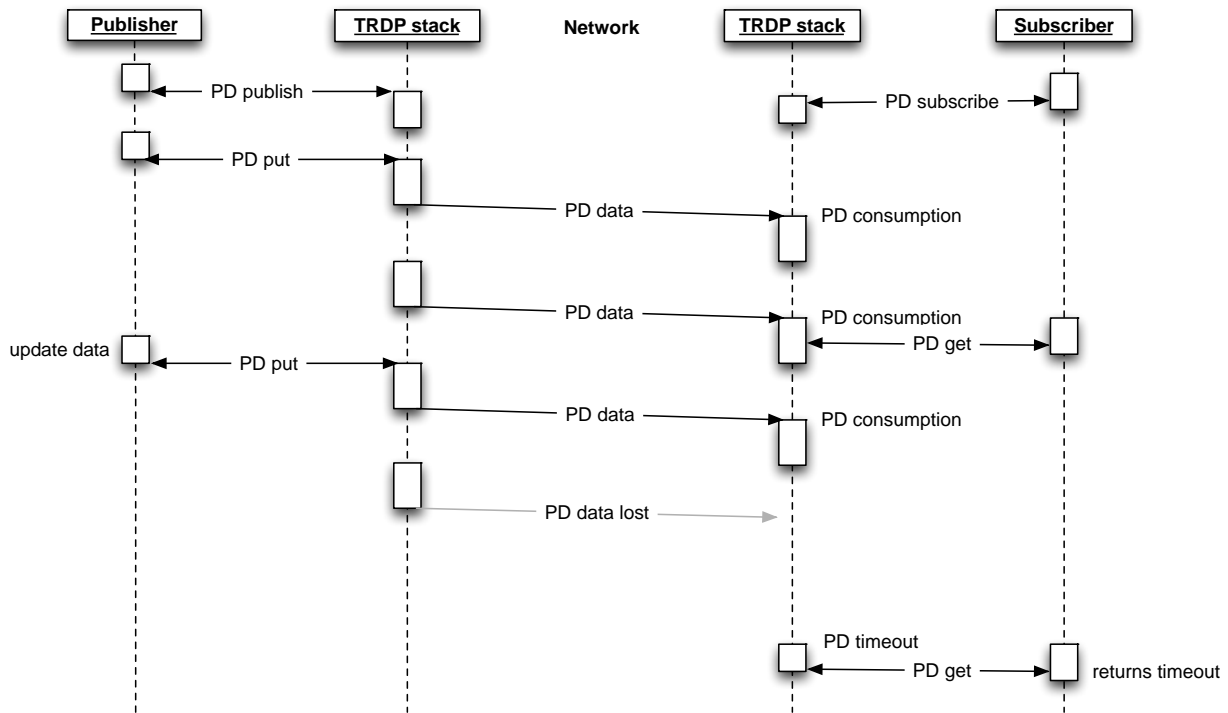 Publisher
TRDP stack
Network
TRDP stack
Subscriber
PD publish
PD subscribe
PD put
PD data
PD consumption
PD data
PD consumption
update data
PD put
PD get
PD data
PD consumption
PD data lost
PD timeout
PD get
returns timeout